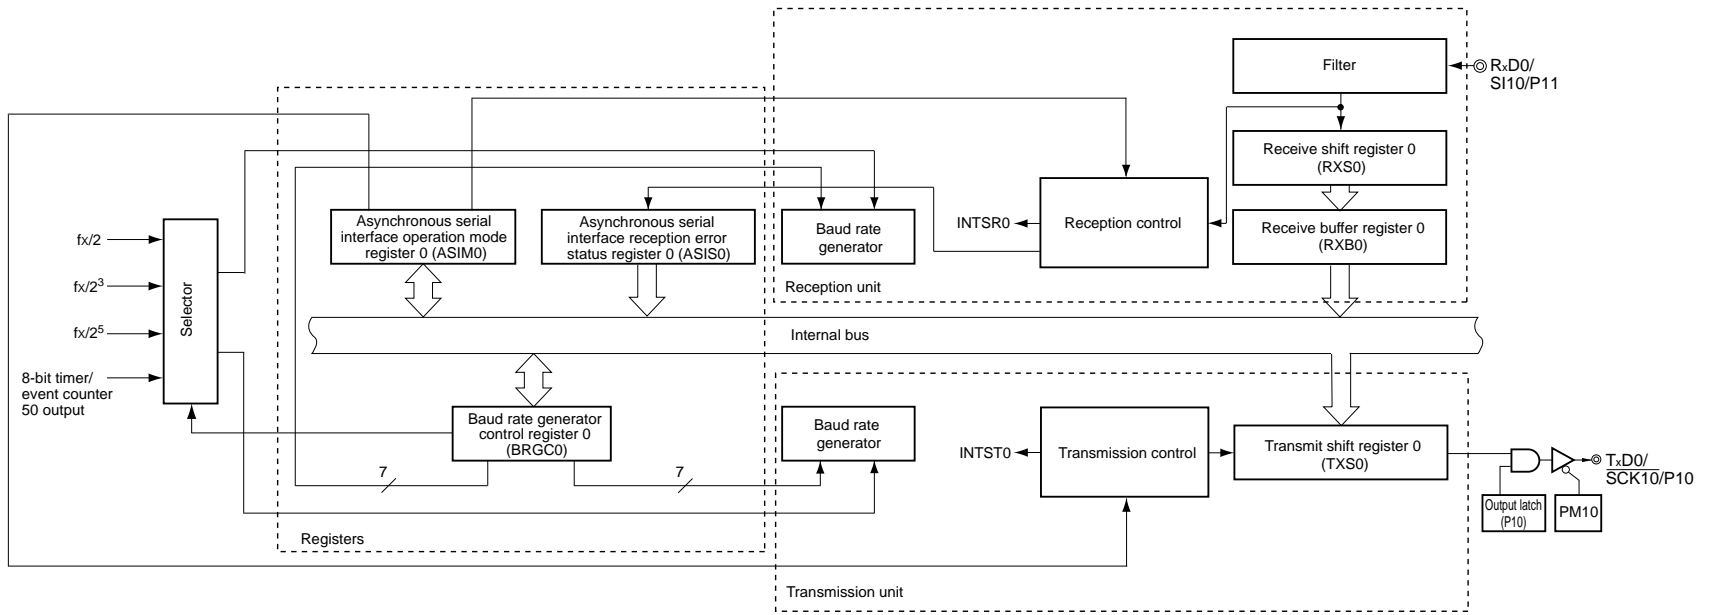 Filter
RxD0/
SI10/P11
Receive shift register 0
(RXS0)
Asynchronous serial
interface operation mode
register 0 (ASIM0)
Asynchronous serial
interface reception error
status register 0 (ASIS0)
Baud rate
generator
INTSR0
Reception control
Receive buffer register 0
(RXB0)
Reception unit
fx/2
fx/2³
fx/2⁵
8-bit timer/
event counter
50 output
Selector
Internal bus
Baud rate generator
control register 0
(BRGC0)
7
7
Registers
Baud rate
generator
INTST0
Transmission control
Transmit shift register 0
(TXS0)
TxD0/
SCK10/P10
Output latch
(P10)
PM10
Transmission unit